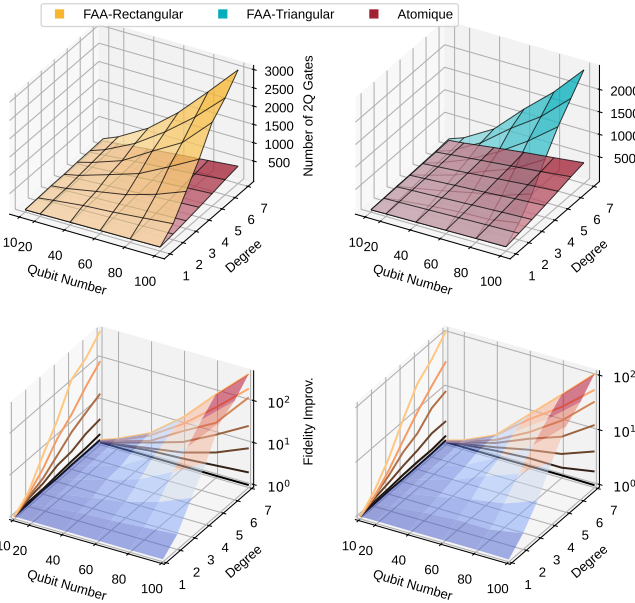 FAA-Rectangular FAA-Triangular Atomique
3000
2500
2000
1500
1000
500
Number of 2Q Gates
7
6
5
4
3
2
1
Degree
10 20 40 60 80 100
Qubit Number
2000
1500
1000
500
7
6
5
4
3
2
1
Degree
10 20 40 60 80 100
Qubit Number
10²
10¹
10⁰
Fidelity Improv.
7
6
5
4
3
2
1
Degree
10 20 40 60 80 100
Qubit Number
10²
10¹
10⁰
7
6
5
4
3
2
1
Degree
10 20 40 60 80 100
Qubit Number